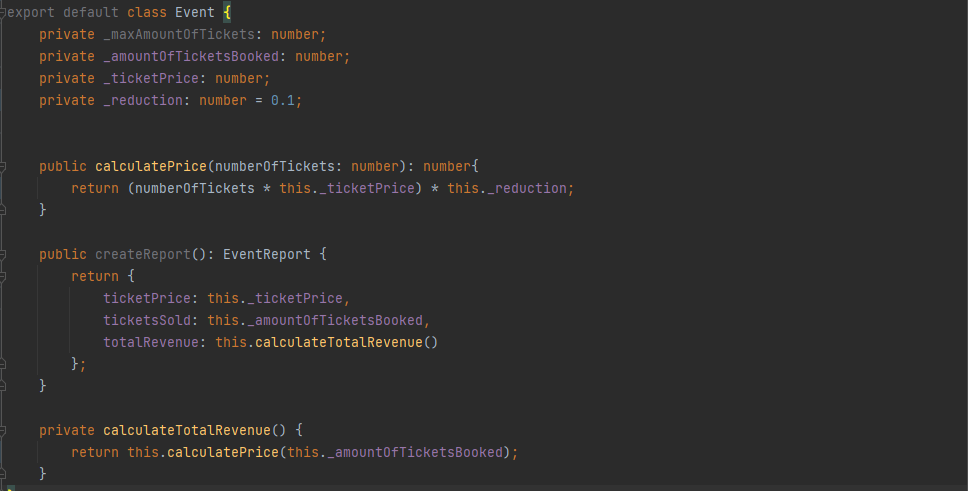 export default class Event {
    private _maxAmountOfTickets: number;
    private _amountOfTicketsBooked: number;
    private _ticketPrice: number;
    private _reduction: number = 0.1;
    public calculatePrice(numberOfTickets: number): number{
        return (numberOfTickets * this._ticketPrice) * this._reduction;
    }
    public createReport(): EventReport {
        return {
            ticketPrice: this._ticketPrice,
            ticketsSold: this._amountOfTicketsBooked,
            totalRevenue: this.calculateTotalRevenue()
        };
    }
    private calculateTotalRevenue() {
        return this.calculatePrice(this._amountOfTicketsBooked);
    }
}